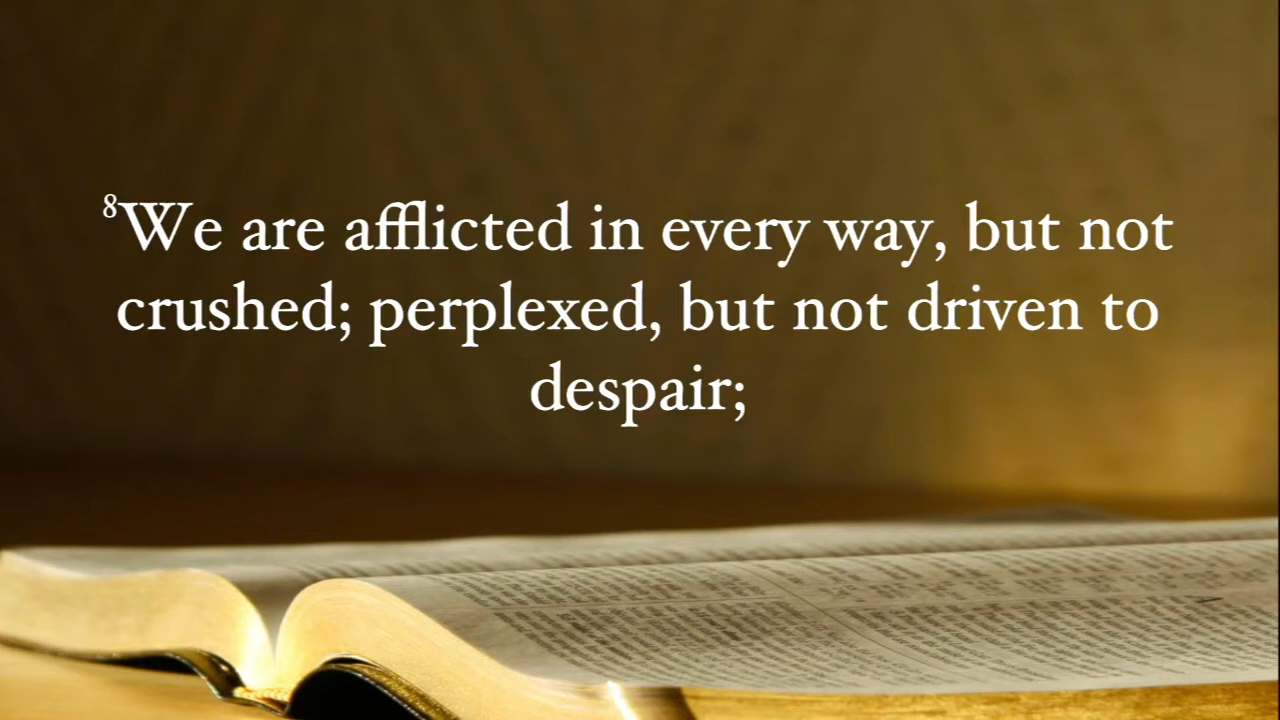 ⁸We are afflicted in every way, but not
crushed; perplexed, but not driven to
despair;